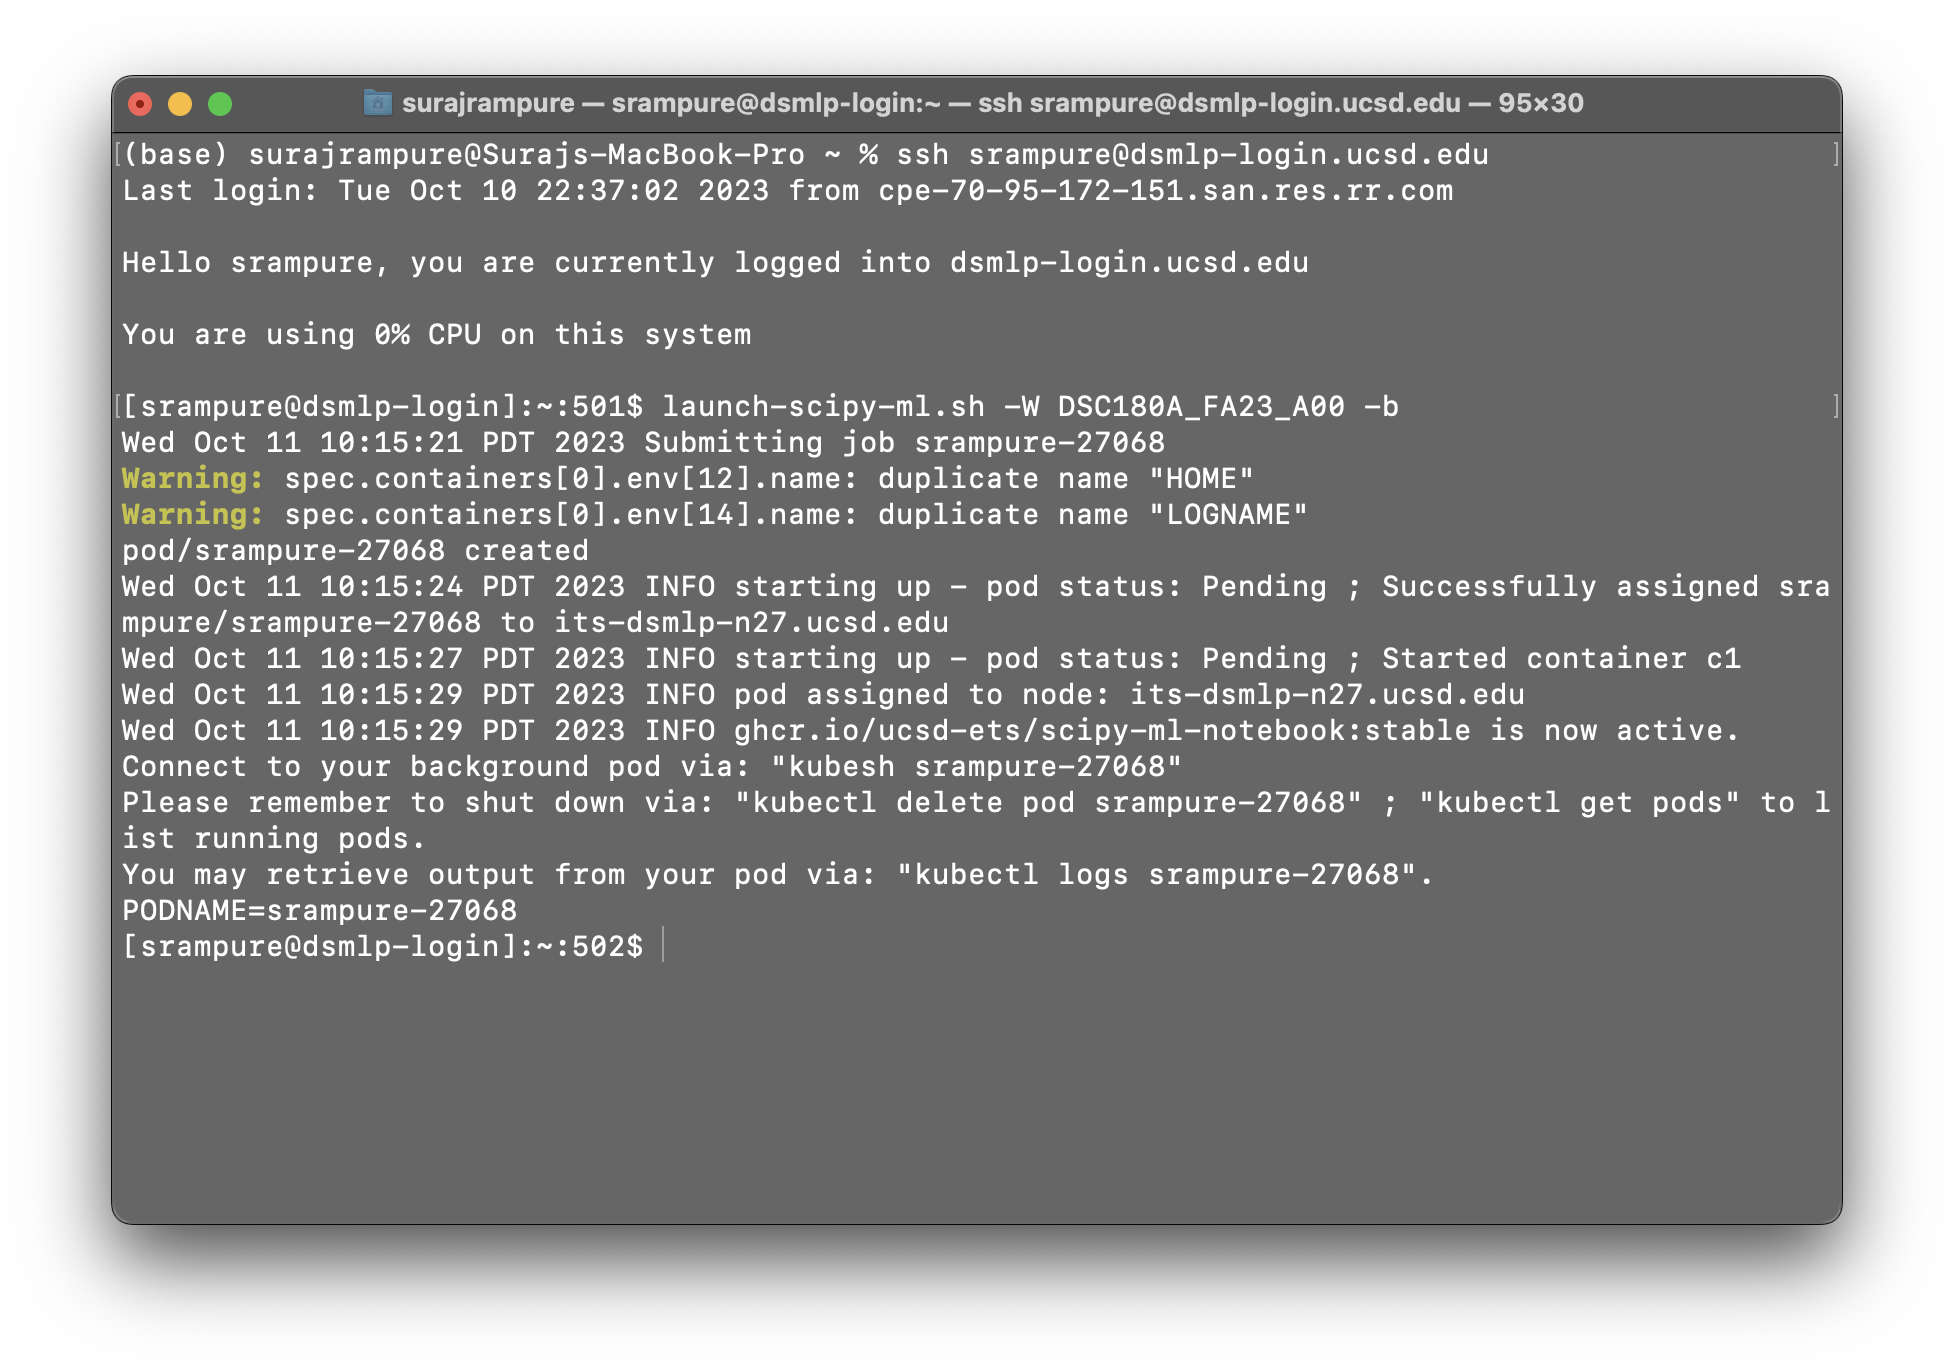 surajrampure — srampure@dsmlp-login:~ — ssh srampure@dsmlp-login.ucsd.edu — 95×30
[(base) surajrampure@Surajs-MacBook-Pro ~ % ssh srampure@dsmlp-login.ucsd.edu ]
Last login: Tue Oct 10 22:37:02 2023 from cpe-70-95-172-151.san.res.rr.com
Hello srampure, you are currently logged into dsmlp-login.ucsd.edu
You are using 0% CPU on this system
[[srampure@dsmlp-login]:~:501$ launch-scipy-ml.sh -W DSC180A_FA23_A00 -b ]
Wed Oct 11 10:15:21 PDT 2023 Submitting job srampure-27068
Warning: spec.containers[0].env[12].name: duplicate name "HOME"
Warning: spec.containers[0].env[14].name: duplicate name "LOGNAME"
pod/srampure-27068 created
Wed Oct 11 10:15:24 PDT 2023 INFO starting up - pod status: Pending ; Successfully assigned sra
mpure/srampure-27068 to its-dsmlp-n27.ucsd.edu
Wed Oct 11 10:15:27 PDT 2023 INFO starting up - pod status: Pending ; Started container c1
Wed Oct 11 10:15:29 PDT 2023 INFO pod assigned to node: its-dsmlp-n27.ucsd.edu
Wed Oct 11 10:15:29 PDT 2023 INFO ghcr.io/ucsd-ets/scipy-ml-notebook:stable is now active.
Connect to your background pod via: "kubesh srampure-27068"
Please remember to shut down via: "kubectl delete pod srampure-27068" ; "kubectl get pods" to l
ist running pods.
You may retrieve output from your pod via: "kubectl logs srampure-27068".
PODNAME=srampure-27068
[srampure@dsmlp-login]:~:502$